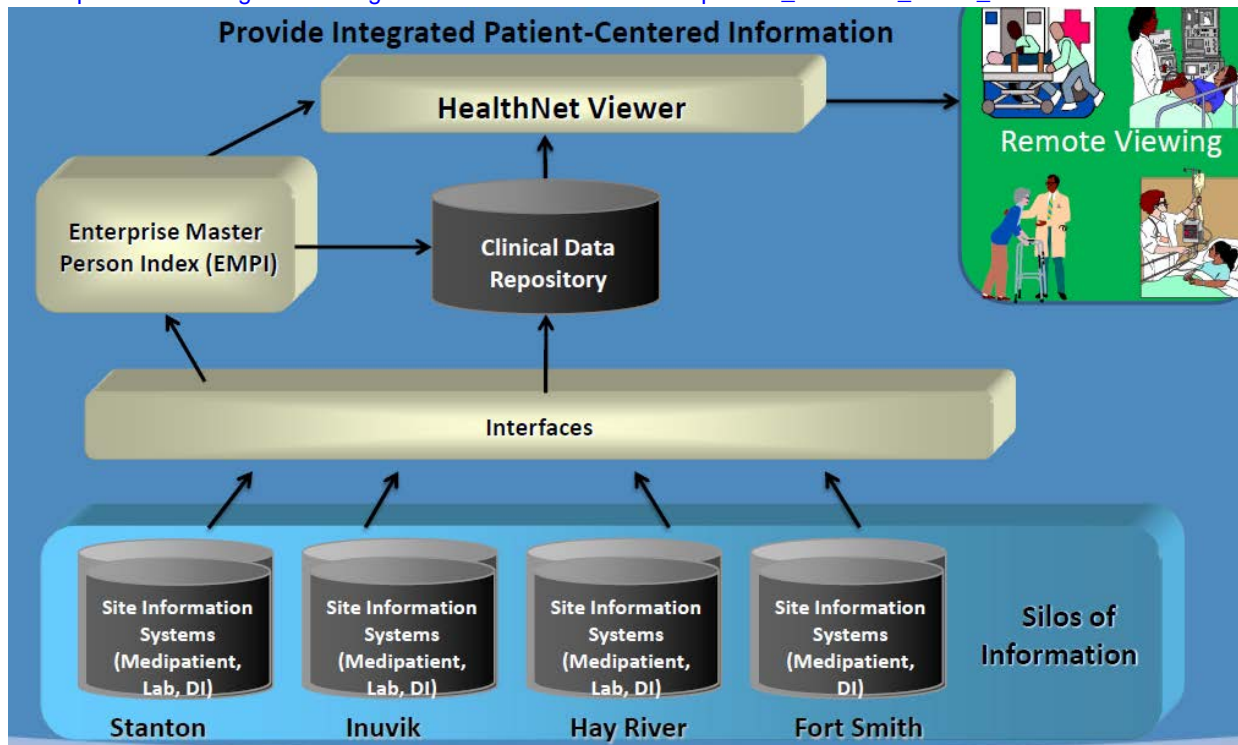 Provide Integrated Patient-Centered Information
HealthNet Viewer
Remote Viewing
Enterprise Master
Person Index (EMPI)
Clinical Data
Repository
Interfaces
Site Information
Systems
(Medipatient,
Lab, DI)
Stanton
Site Information
Systems
(Medipatient,
Lab, DI)
Inuvik
Site Information
Systems
(Medipatient,
Lab, DI)
Hay River
Site Information
Systems
(Medipatient,
DI)
Fort Smith
Silos of
Information